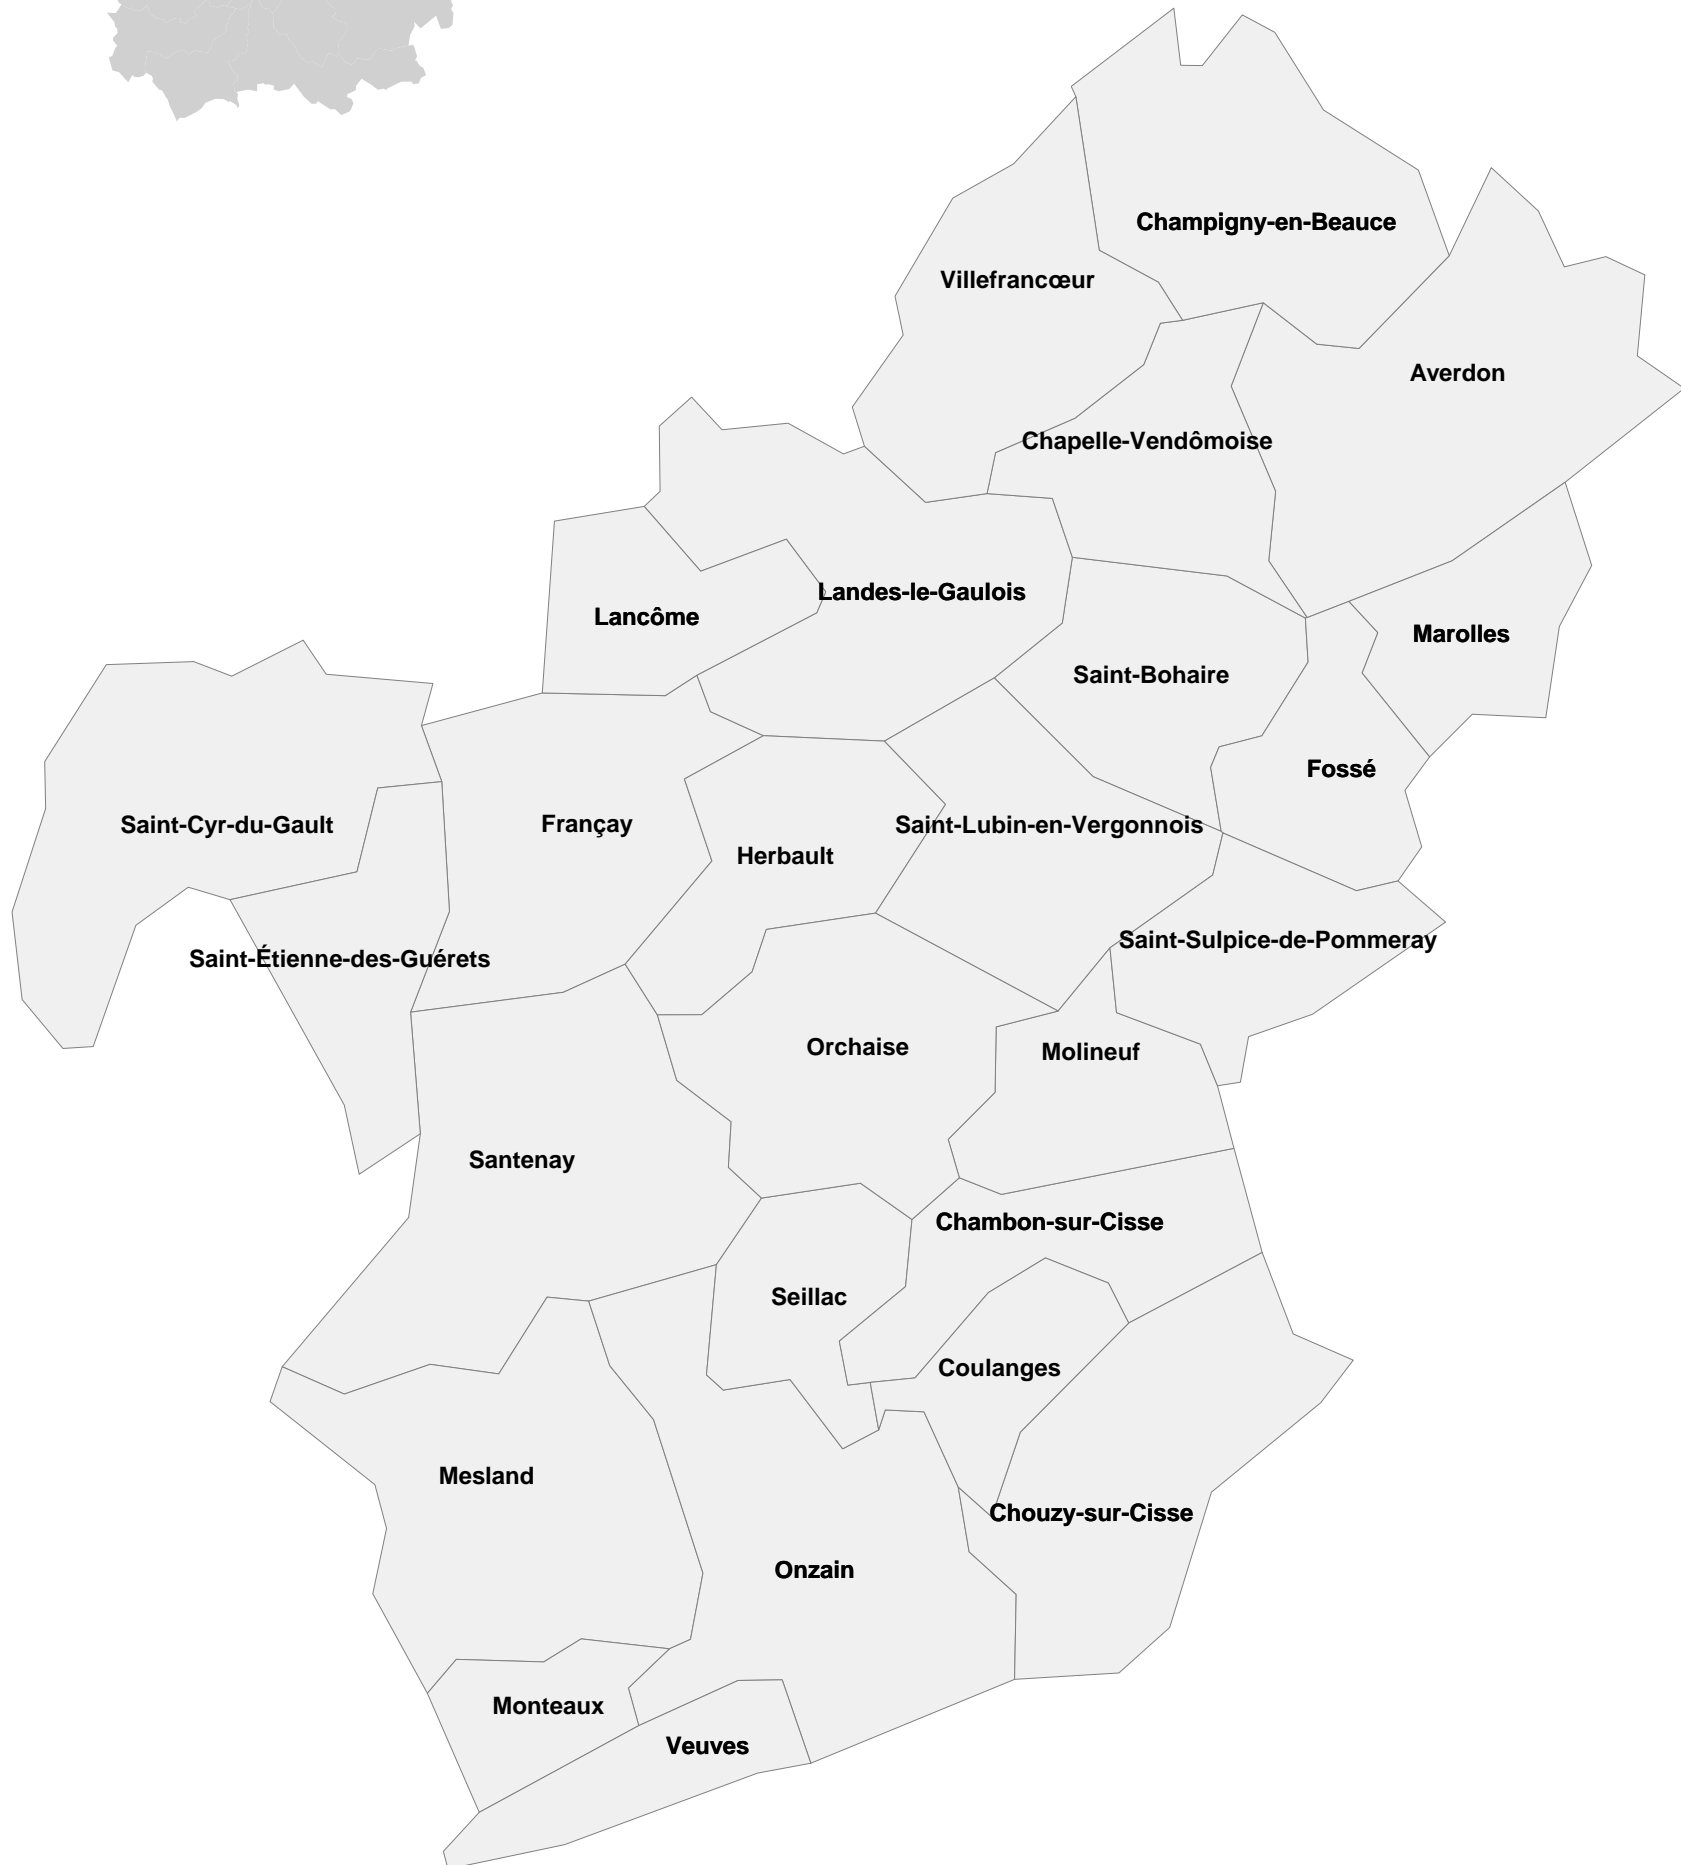 Champigny-en-Beauce
Villefrancœur
Averdon
Chapelle-Vendômoise
Landes-le-Gaulois
Lancôme
Marolles
Saint-Bohaire
Fossé
Saint-Cyr-du-Gault
Françay
Saint-Lubin-en-Vergonnois
Herbault
Saint-Sulpice-de-Pommeray
Saint-Étienne-des-Guérets
Orchaise
Molineuf
Santenay
Chambon-sur-Cisse
Seillac
Coulanges
Mesland
Chouzy-sur-Cisse
Onzain
Monteaux
Veuves